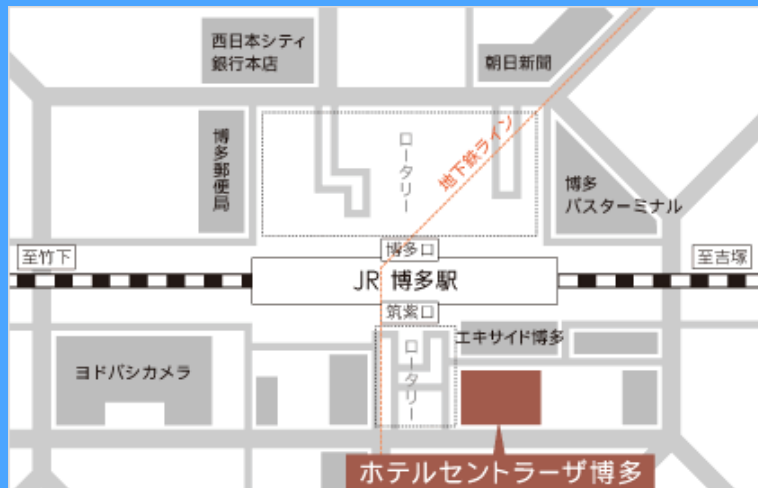 西日本シティ
銀行本店
朝日新聞
博多郵便局
ロータリー
地下鉄ライン
博多
バスターミナル
至竹下
博多口
至吉塚
JR 博多駅
筑紫口
エキサイド博多
ヨドバシカメラ
ロータリー
ホテルセントラーザ博多